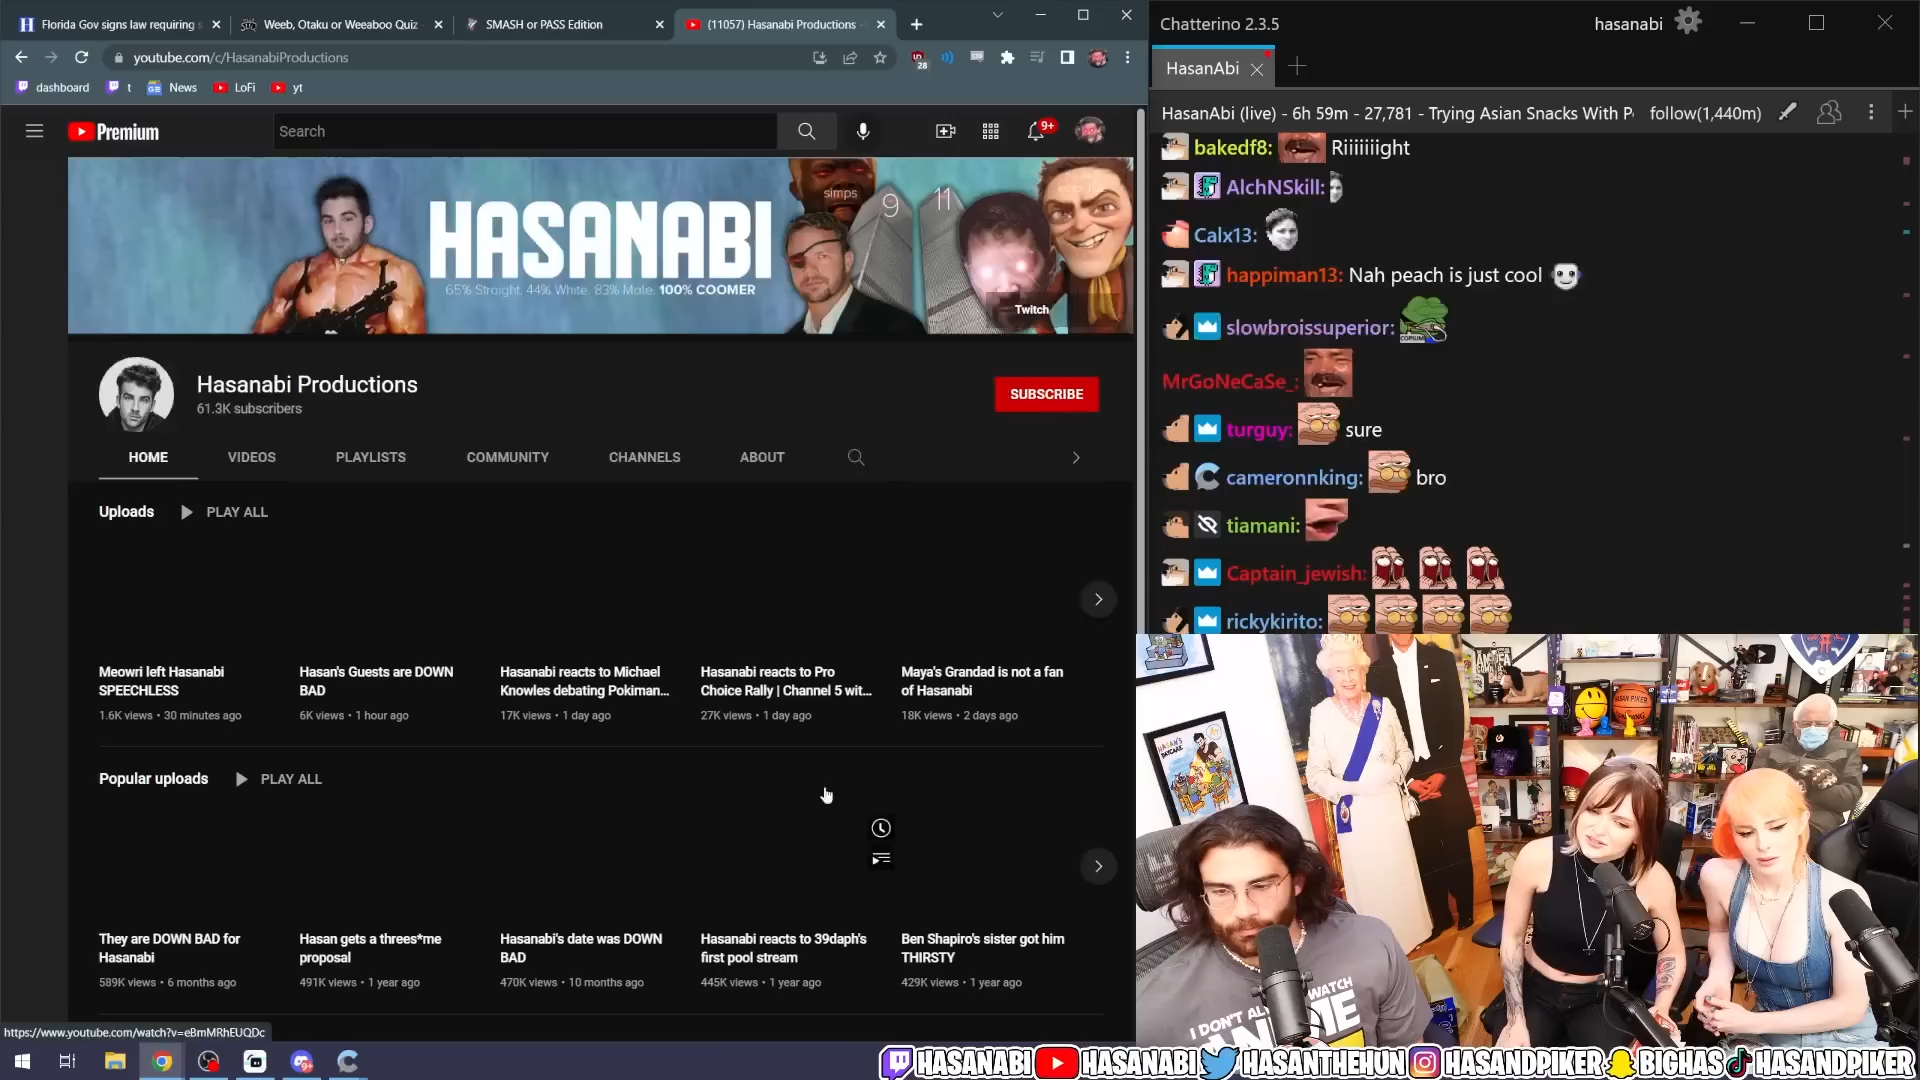 Florida Gov signs law requiring s
Weeb, Otaku or Weeaboo Quiz
SMASH or PASS Edition
(11057) Hasanabi Productions
youtube.com/c/HasanabiProductions
28
dashboard
t
News
LoFi
yt
Premium
Search
9+
simps
9 11
HASANABI
65% Straight. 44% White. 83% Male. 100% COOMER
Twitch
Hasanabi Productions
61.3K subscribers
SUBSCRIBE
HOME
VIDEOS
PLAYLISTS
COMMUNITY
CHANNELS
ABOUT
Uploads
PLAY ALL
Meowri left Hasanabi
SPEECHLESS
1.6K views • 30 minutes ago
Hasan's Guests are DOWN
BAD
6K views • 1 hour ago
Hasanabi reacts to Michael
Knowles debating Pokiman...
17K views • 1 day ago
Hasanabi reacts to Pro
Choice Rally | Channel 5 wit...
27K views • 1 day ago
Maya's Grandad is not a fan
of Hasanabi
18K views • 2 days ago
Popular uploads
PLAY ALL
They are DOWN BAD for
Hasanabi
589K views • 6 months ago
Hasan gets a threes*me
proposal
491K views • 1 year ago
Hasanabi's date was DOWN
BAD
470K views • 10 months ago
Hasanabi reacts to 39daph's
first pool stream
445K views • 1 year ago
Ben Shapiro's sister got him
THIRSTY
429K views • 1 year ago
https://www.youtube.com/watch?v=eBmMRhEUQDc
Chatterino 2.3.5
hasanabi
HasanAbi
HasanAbi (live) - 6h 59m - 27,781 - Trying Asian Snacks With P
follow(1,440m)
bakedf8: Riiiiiiight
AlchNSkill:
Calx13:
happiman13: Nah peach is just cool
slowbroissuperior:
COPIUM
MrGoNeCaSe_:
turguy: sure
cameronnking: bro
tiamani:
Captain_jewish:
rickykirito:
HASAN PIKER
WATCH
I DON'T AL
HASANABI
HASANABI
HASANTHEHUN
HASANDPIKER
BIGHAS
HASANDPIKER